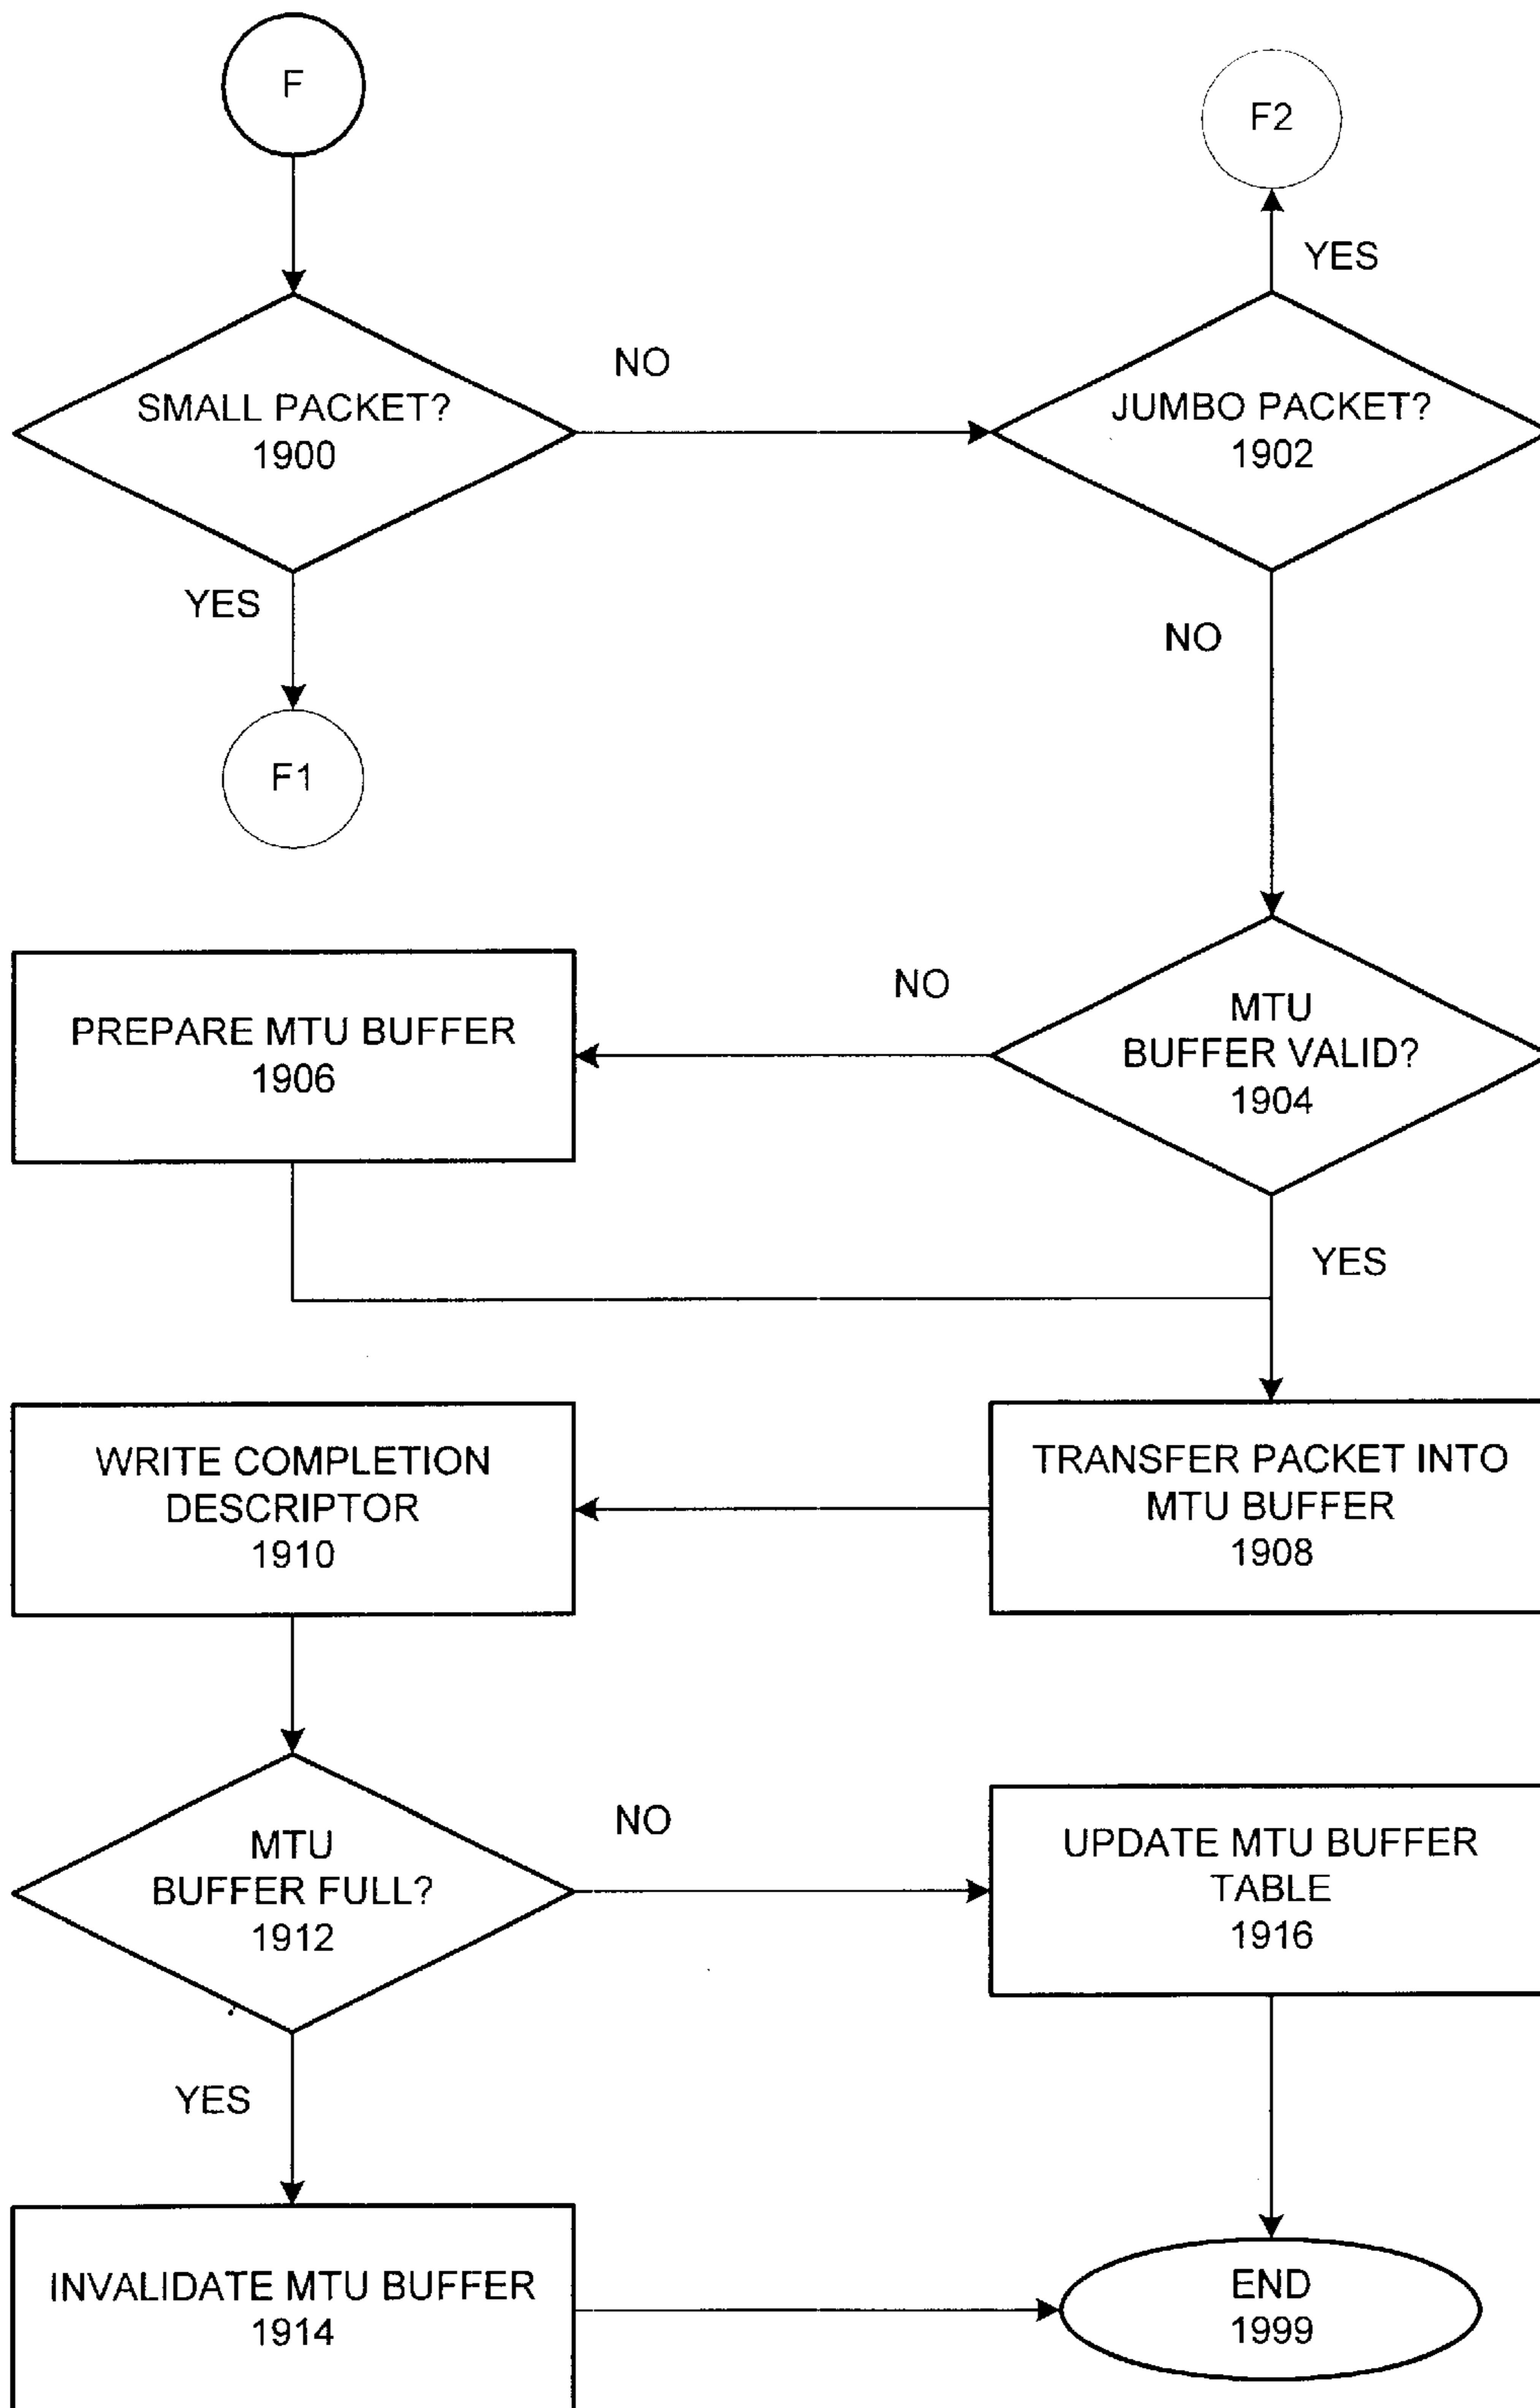 F
F2
YES
SMALL PACKET?
1900
NO
JUMBO PACKET?
1902
YES
NO
F1
PREPARE MTU BUFFER
1906
NO
MTU
BUFFER VALID?
1904
YES
WRITE COMPLETION
DESCRIPTOR
1910
TRANSFER PACKET INTO
MTU BUFFER
1908
MTU
BUFFER FULL?
1912
NO
UPDATE MTU BUFFER
TABLE
1916
YES
INVALIDATE MTU BUFFER
1914
END
1999